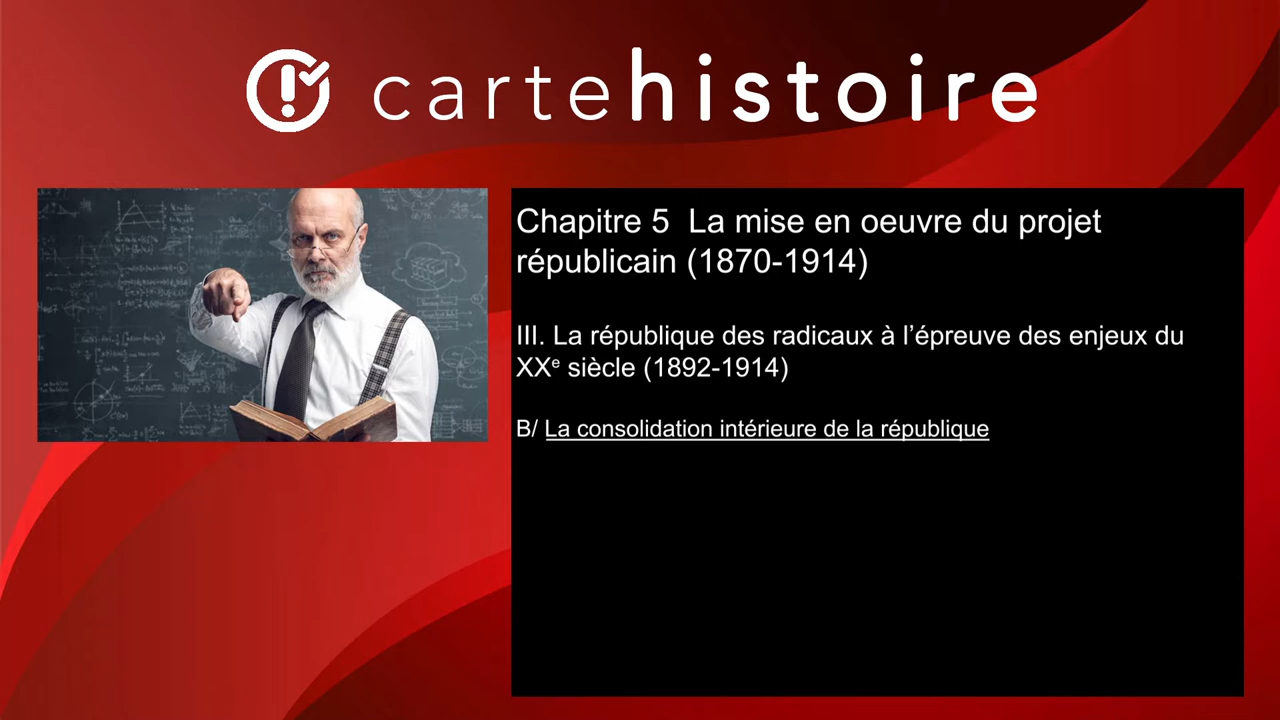 cartehistoire
Chapitre 5 La mise en oeuvre du projet
républicain (1870-1914)
III. La république des radicaux à l’épreuve des enjeux du
XXe siècle (1892-1914)
B/ La consolidation intérieure de la république